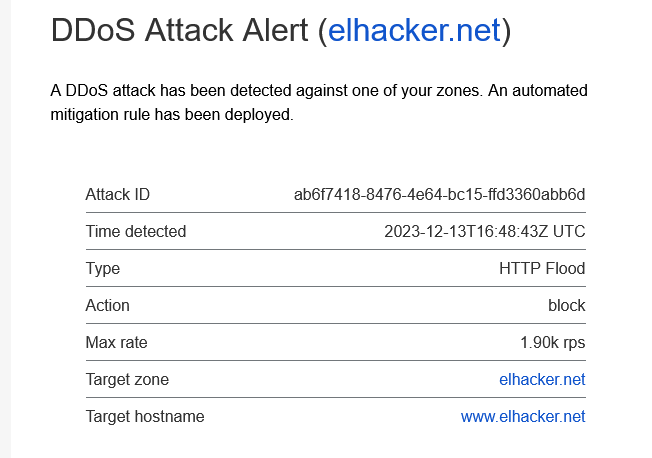 DDoS Attack Alert (elhacker.net)
A DDoS attack has been detected against one of your zones. An automated
mitigation rule has been deployed.
Attack ID ab6f7418-8476-4e64-bc15-ffd3360abb6d
Time detected 2023-12-13T16:48:43Z UTC
Type HTTP Flood
Action block
Max rate 1.90k rps
Target zone elhacker.net
Target hostname www.elhacker.net